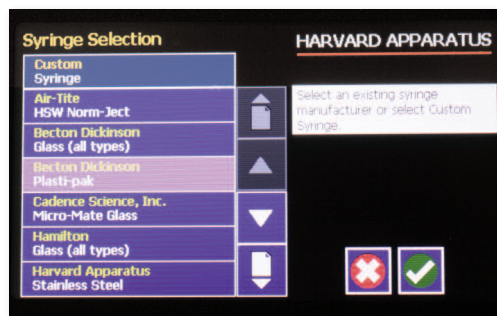 Syringe Selection
HARVARD APPARATUS
Custom
Syringe
Air-Tite
HSW Norm-Ject
Becton Dickinson
Glass (all types)
Becton Dickinson
Plasti-pak
Cadence Science, Inc.
Micro-Mate Glass
Hamilton
Glass (all types)
Harvard Apparatus
Stainless Steel
Select an existing syringe
manufacturer or select Custom
Syringe.